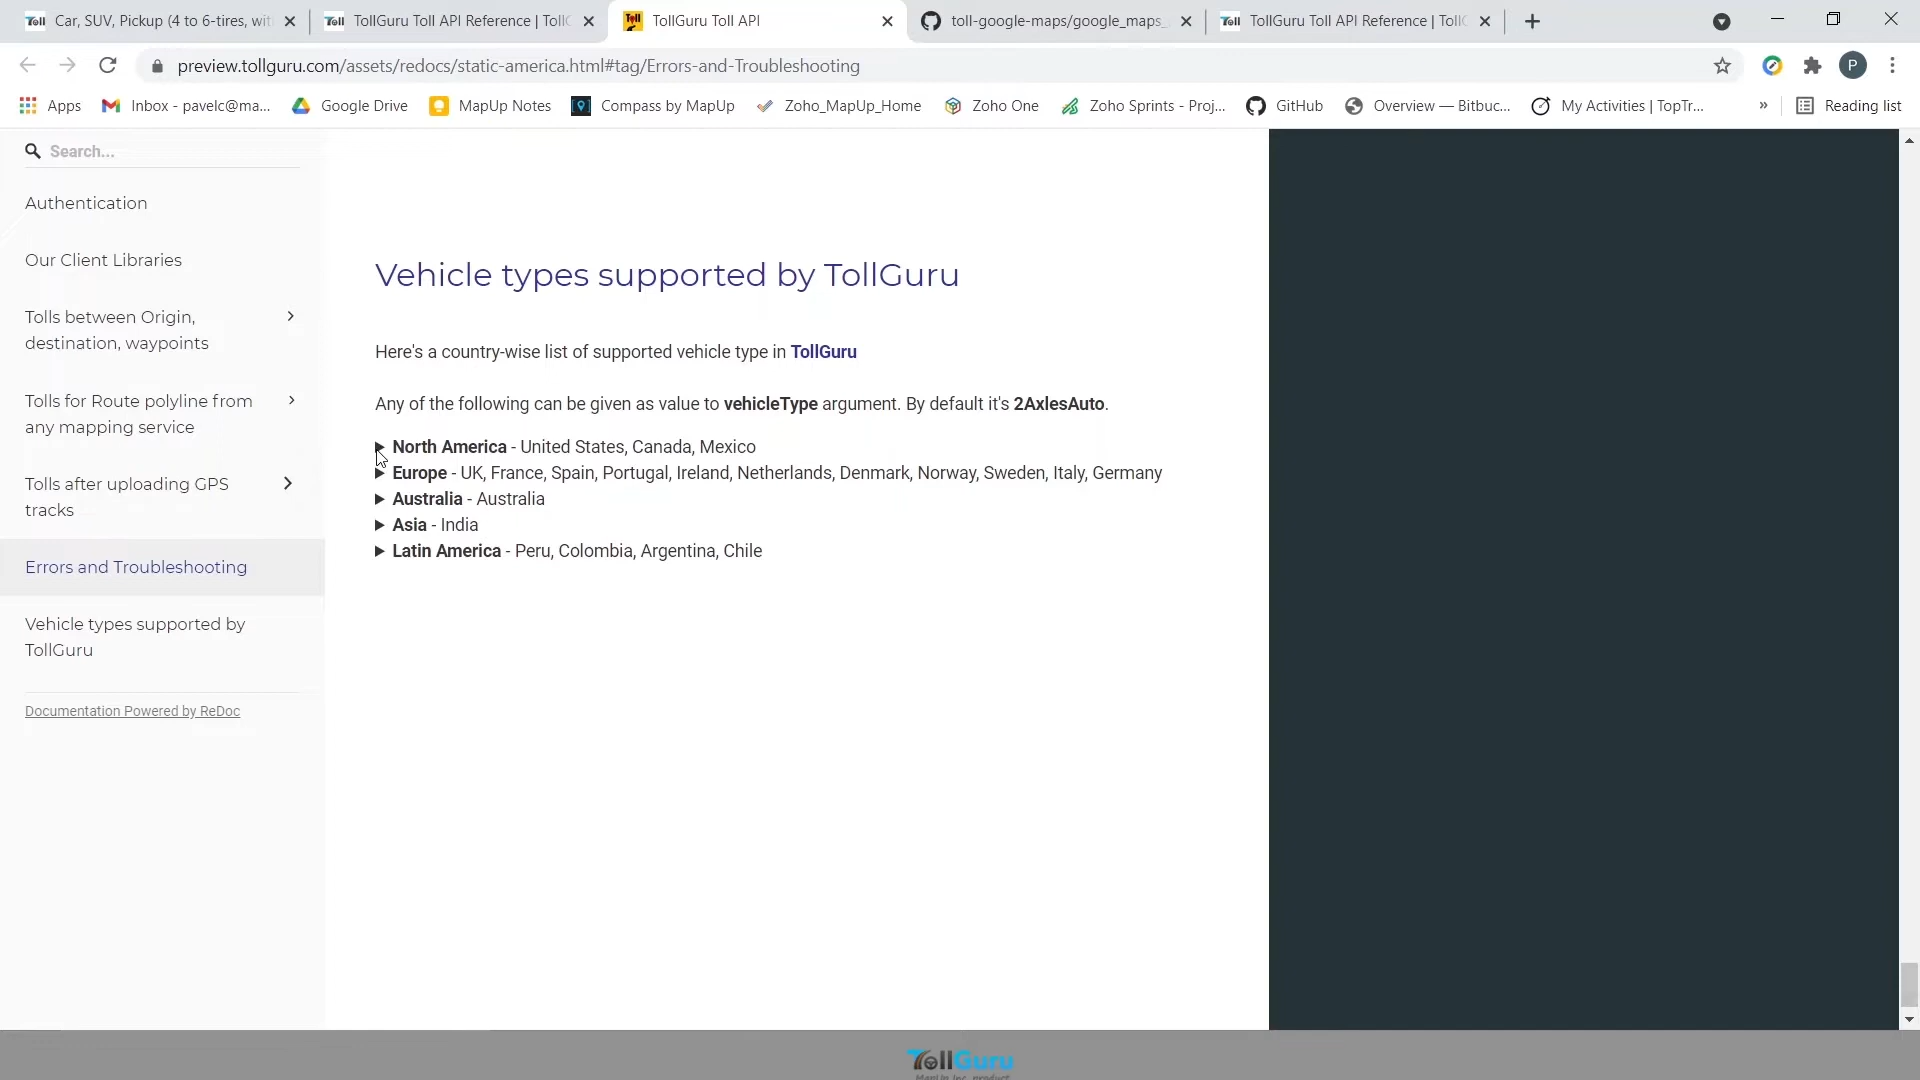 Toll Car, SUV, Pickup (4 to 6-tires, wit
Toll TollGuru Toll API Reference | TollG
Toll TollGuru Toll API
toll-google-maps/google_maps_
Toll TollGuru Toll API Reference | TollG
preview.tollguru.com/assets/redocs/static-america.html#tag/Errors-and-Troubleshooting
P
Apps
Inbox - pavelc@ma...
Google Drive
MapUp Notes
Compass by MapUp
Zoho_MapUp_Home
Zoho One
Zoho Sprints - Proj...
GitHub
Overview — Bitbuc...
My Activities | TopTr...
»
Reading list
Search...
Authentication
Our Client Libraries
Tolls between Origin,
destination, waypoints
Tolls for Route polyline from
any mapping service
Tolls after uploading GPS
tracks
Errors and Troubleshooting
Vehicle types supported by
TollGuru
Documentation Powered by ReDoc
Vehicle types supported by TollGuru
Here's a country-wise list of supported vehicle type in TollGuru
Any of the following can be given as value to vehicleType argument. By default it's 2AxlesAuto.
North America - United States, Canada, Mexico
Europe - UK, France, Spain, Portugal, Ireland, Netherlands, Denmark, Norway, Sweden, Italy, Germany
Australia - Australia
Asia - India
Latin America - Peru, Colombia, Argentina, Chile
TollGuru
MapUp Inc. product